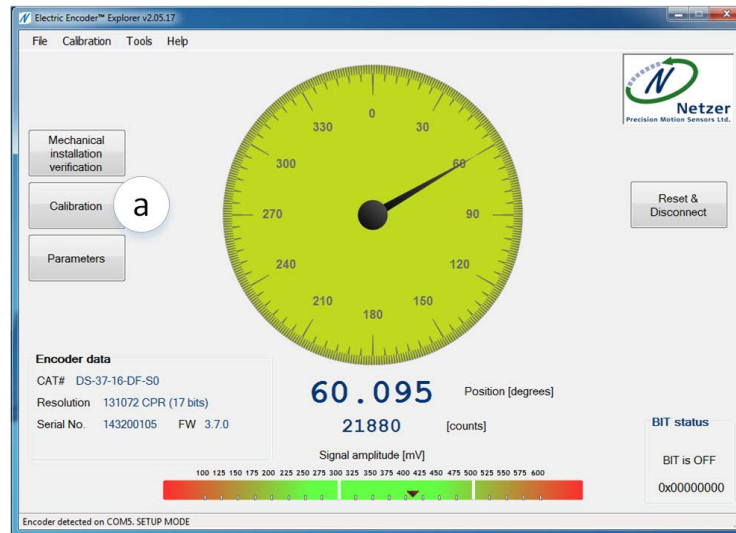 Electric Encoder™ Explorer v2.05.17
File Calibration Tools Help
Mechanical
installation
verification
Calibration
a
Parameters
0
30
60
90
120
150
180
210
240
270
300
330
N
Netzer
Precision Motion Sensors Ltd.
Reset &
Disconnect
Encoder data
CAT# DS-37-16-DF-S0
Resolution 131072 CPR (17 bits)
Serial No. 143200105 FW 3.7.0
60.095 Position [degrees]
21880 [counts]
Signal amplitude [mV]
100 125 150 175 200 225 250 275 300 325 350 375 400 425 450 475 500 525 550 575 600
BIT status
BIT is OFF
0x00000000
Encoder detected on COM5. SETUP MODE